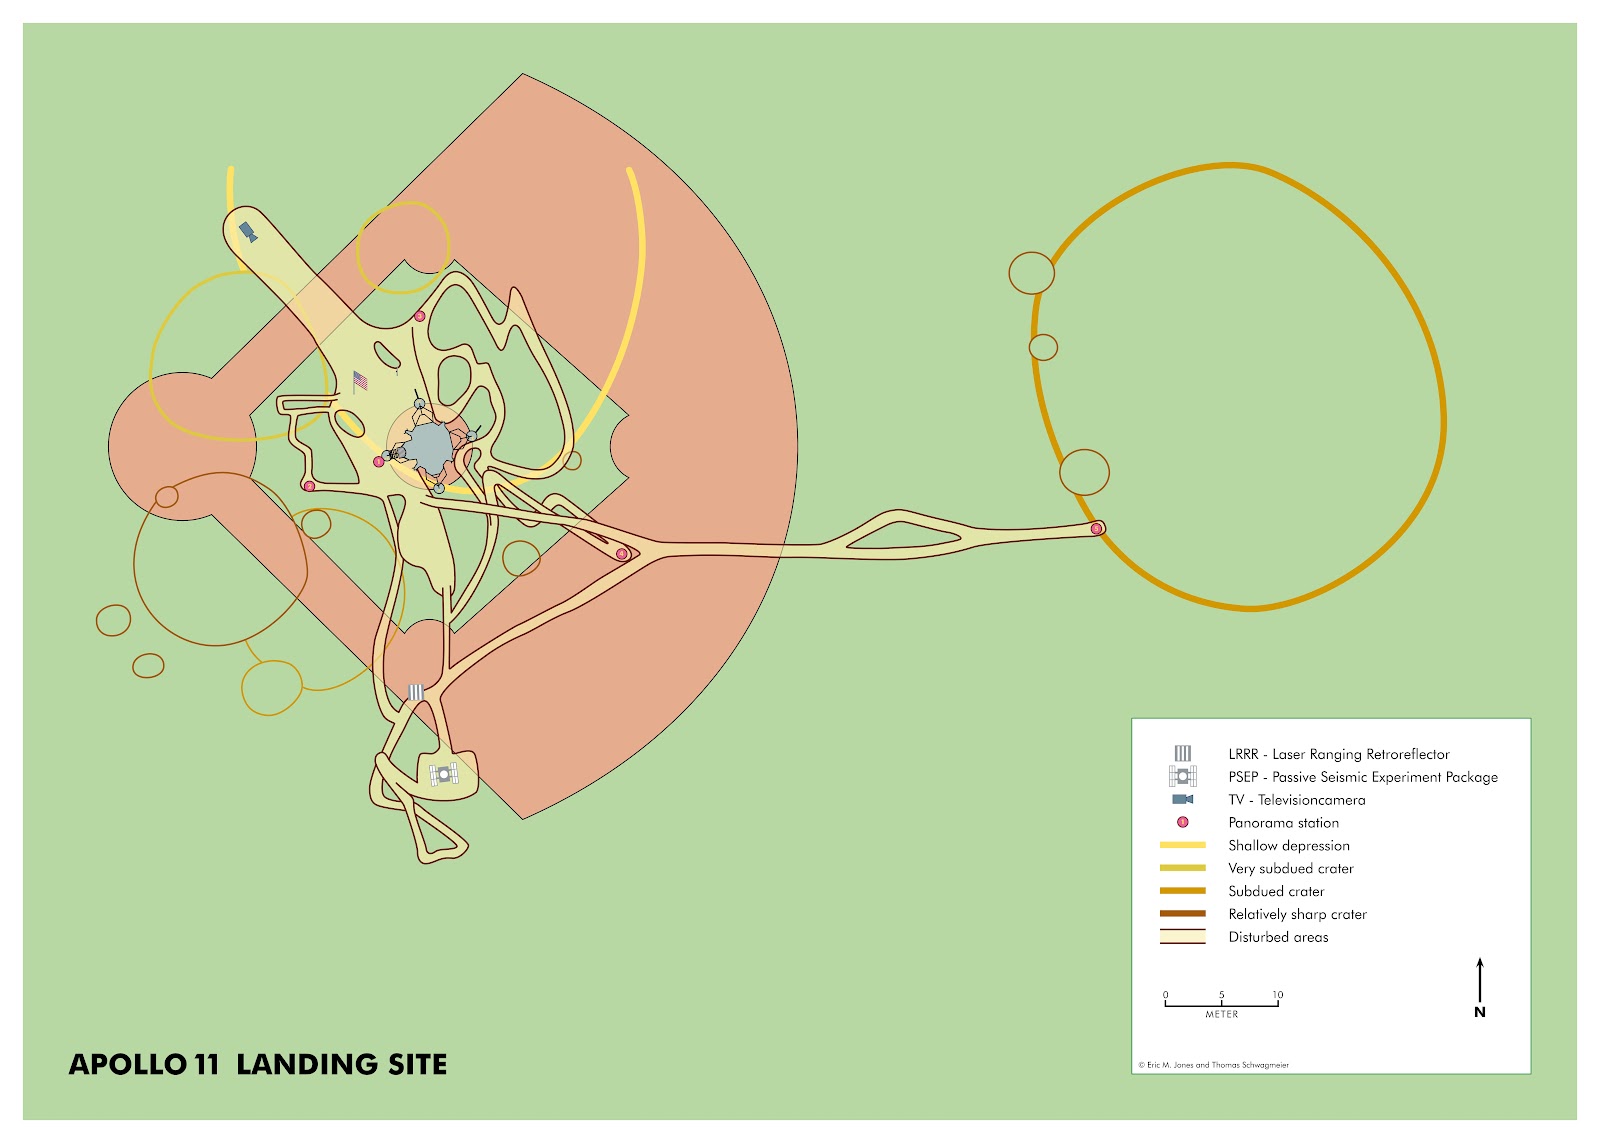 LRRR - Laser Ranging Retroreflector
PSEP - Passive Seismic Experiment Package
TV - Televisioncamera
Panorama station
Shallow depression
Very subdued crater
Subdued crater
Relatively sharp crater
Disturbed areas
0 5 10
METER
N
© Eric M. Jones and Thomas Schwagmeier
APOLLO 11 LANDING SITE